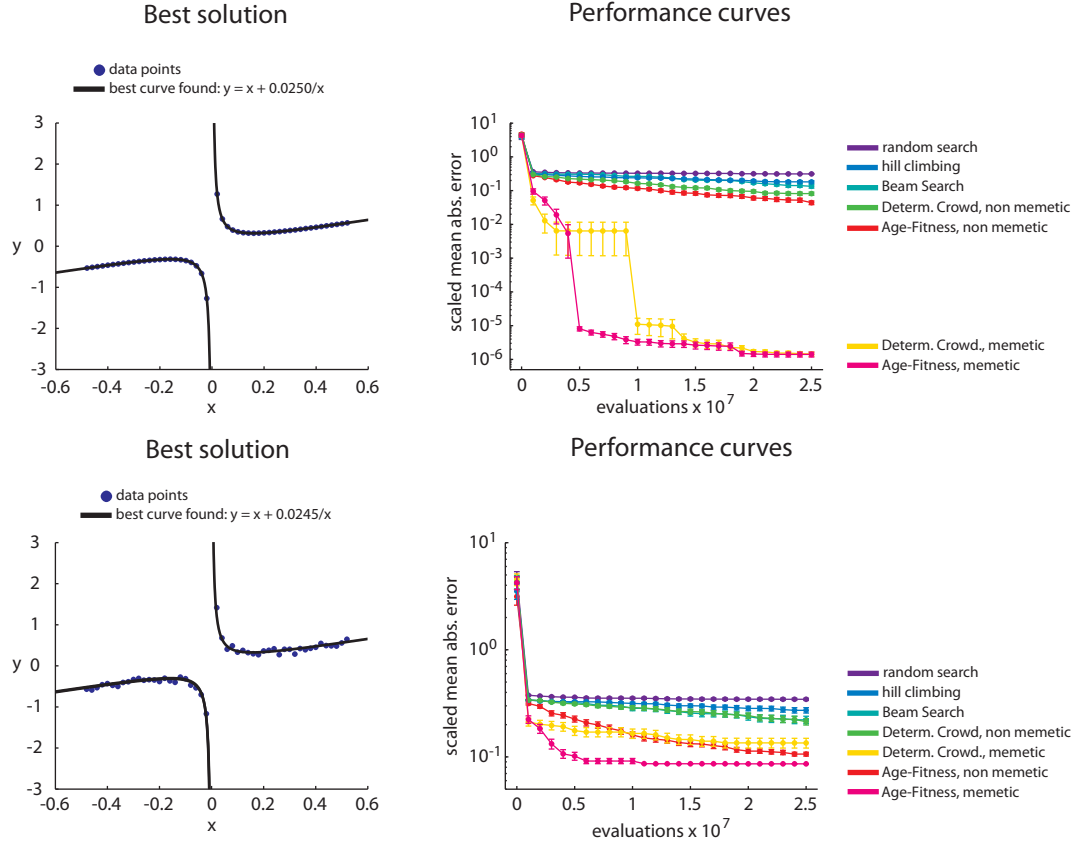 Best solution
Performance curves
data points
best curve found: y = x + 0.0250/x
3
2
1
0
-1
-2
-3
y
-0.6
-0.4
-0.2
0
0.2
0.4
0.6
x
10^1
10^0
10^-1
10^-2
10^-3
10^-4
10^-5
10^-6
scaled mean abs. error
0
0.5
1
1.5
2
2.5
evaluations x 10^7
random search
hill climbing
Beam Search
Determ. Crowd, non memetic
Age-Fitness, non memetic
Determ. Crowd., memetic
Age-Fitness, memetic
Best solution
Performance curves
data points
best curve found: y = x + 0.0245/x
3
2
1
0
-1
-2
-3
y
-0.6
-0.4
-0.2
0
0.2
0.4
0.6
x
10^1
10^0
10^-1
scaled mean abs. error
0
0.5
1
1.5
2
2.5
evaluations x 10^7
random search
hill climbing
Beam Search
Determ. Crowd, non memetic
Determ. Crowd., memetic
Age-Fitness, non memetic
Age-Fitness, memetic